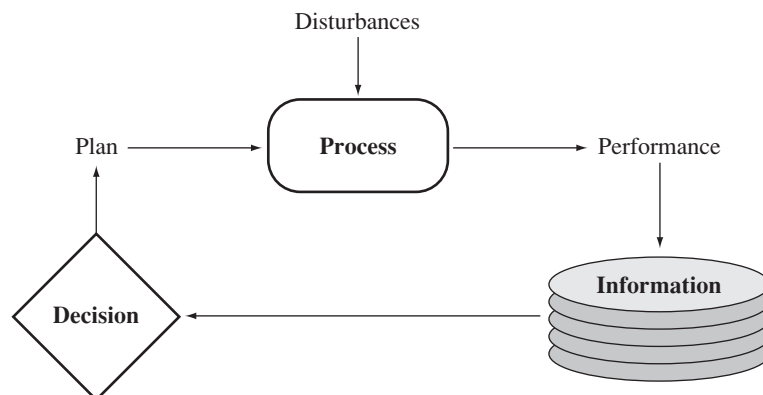 Disturbances
Plan
Process
Performance
Decision
Information